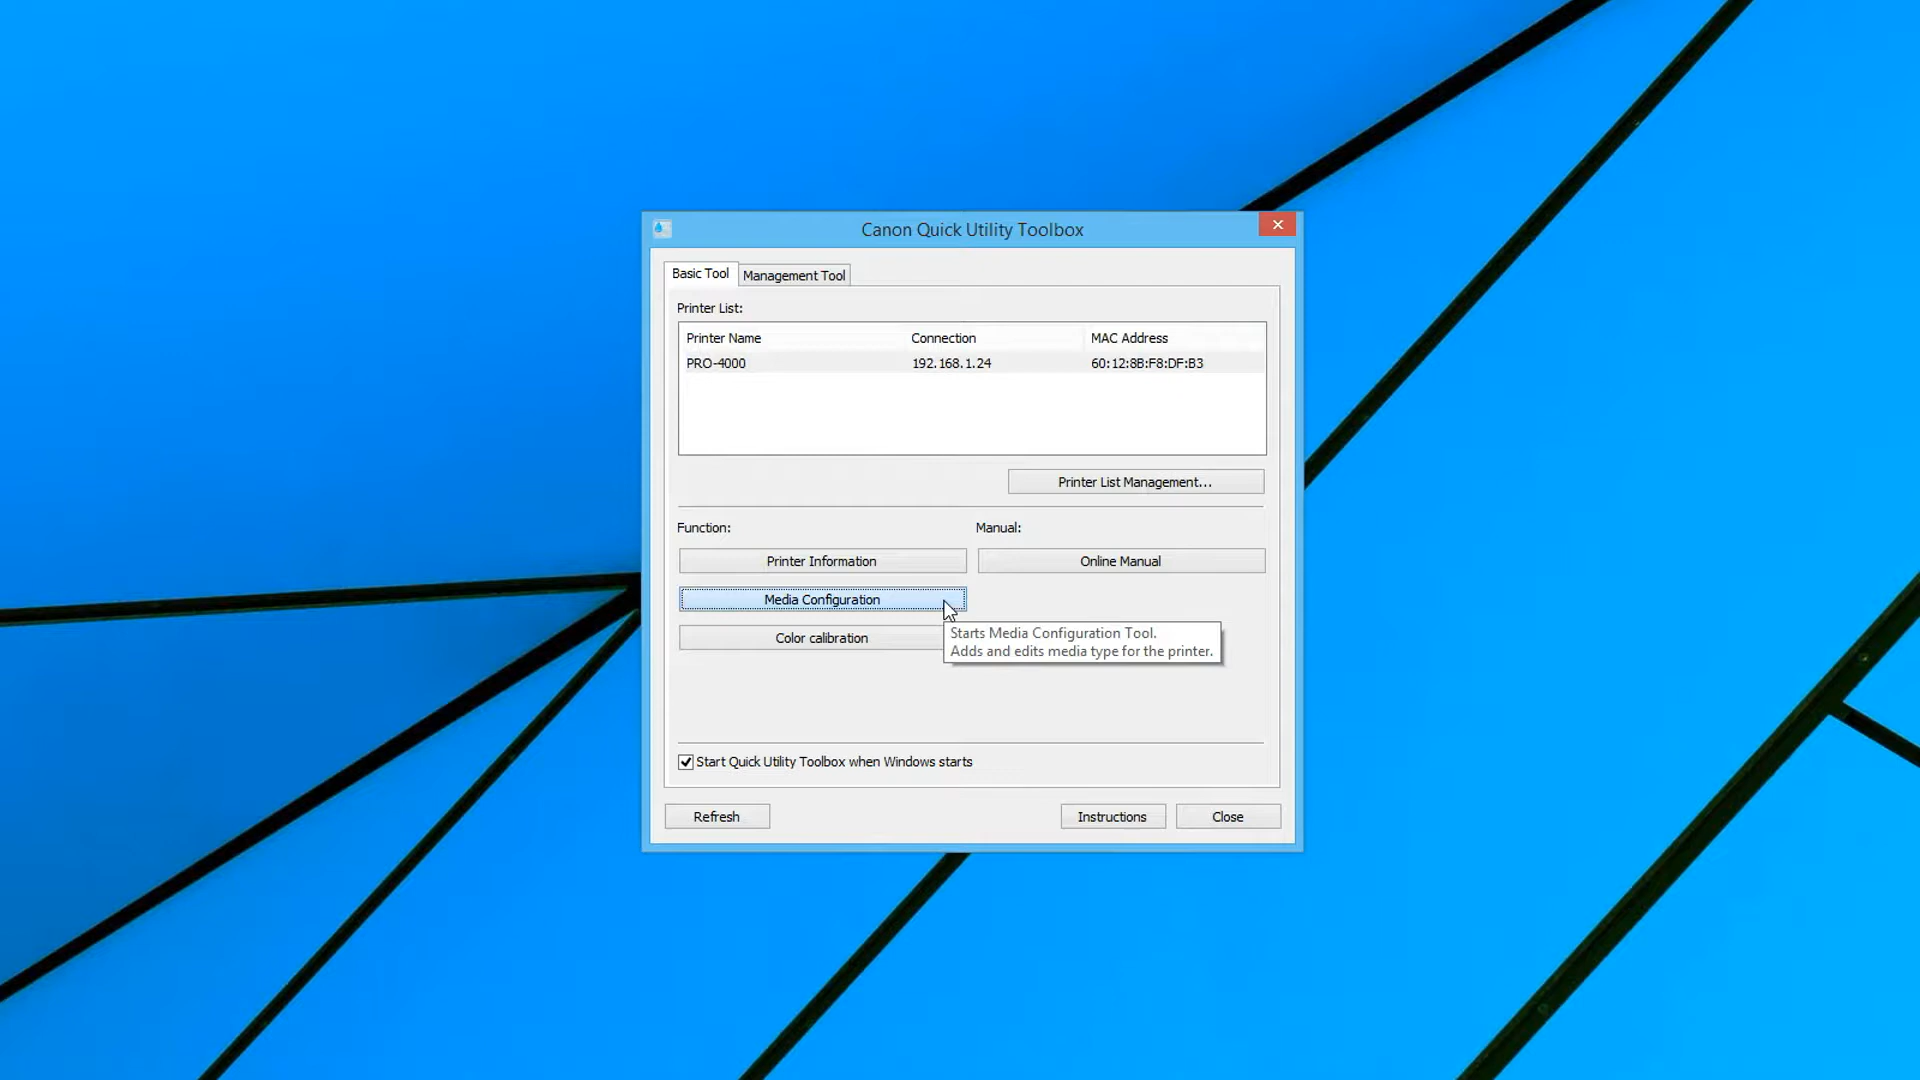 Canon Quick Utility Toolbox
Basic Tool
Management Tool
Printer List:
Printer Name Connection MAC Address
PRO-4000 192.168.1.24 60:12:8B:F8:DF:B3
Printer List Management...
Function:
Manual:
Printer Information
Online Manual
Media Configuration
Starts Media Configuration Tool.
Adds and edits media type for the printer.
Color calibration
Start Quick Utility Toolbox when Windows starts
Refresh
Instructions
Close